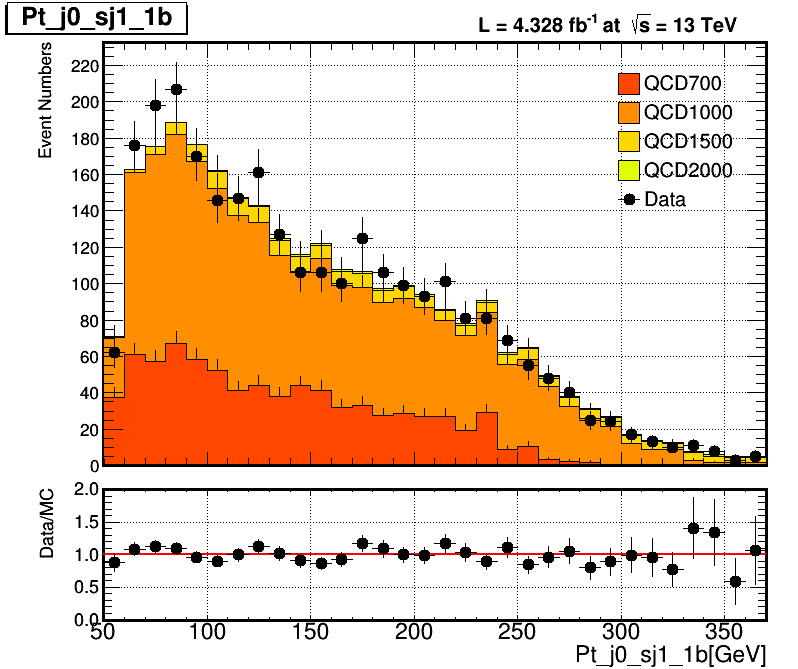 Pt_j0_sj1_1b
L = 4.328 fb⁻¹ at √s = 13 TeV
Event Numbers
220
200
180
160
140
120
100
80
60
40
20
0
QCD700
QCD1000
QCD1500
QCD2000
Data
Data/MC
2.0
1.5
1.0
0.5
0.0
50 100 150 200 250 300 350
Pt_j0_sj1_1b[GeV]